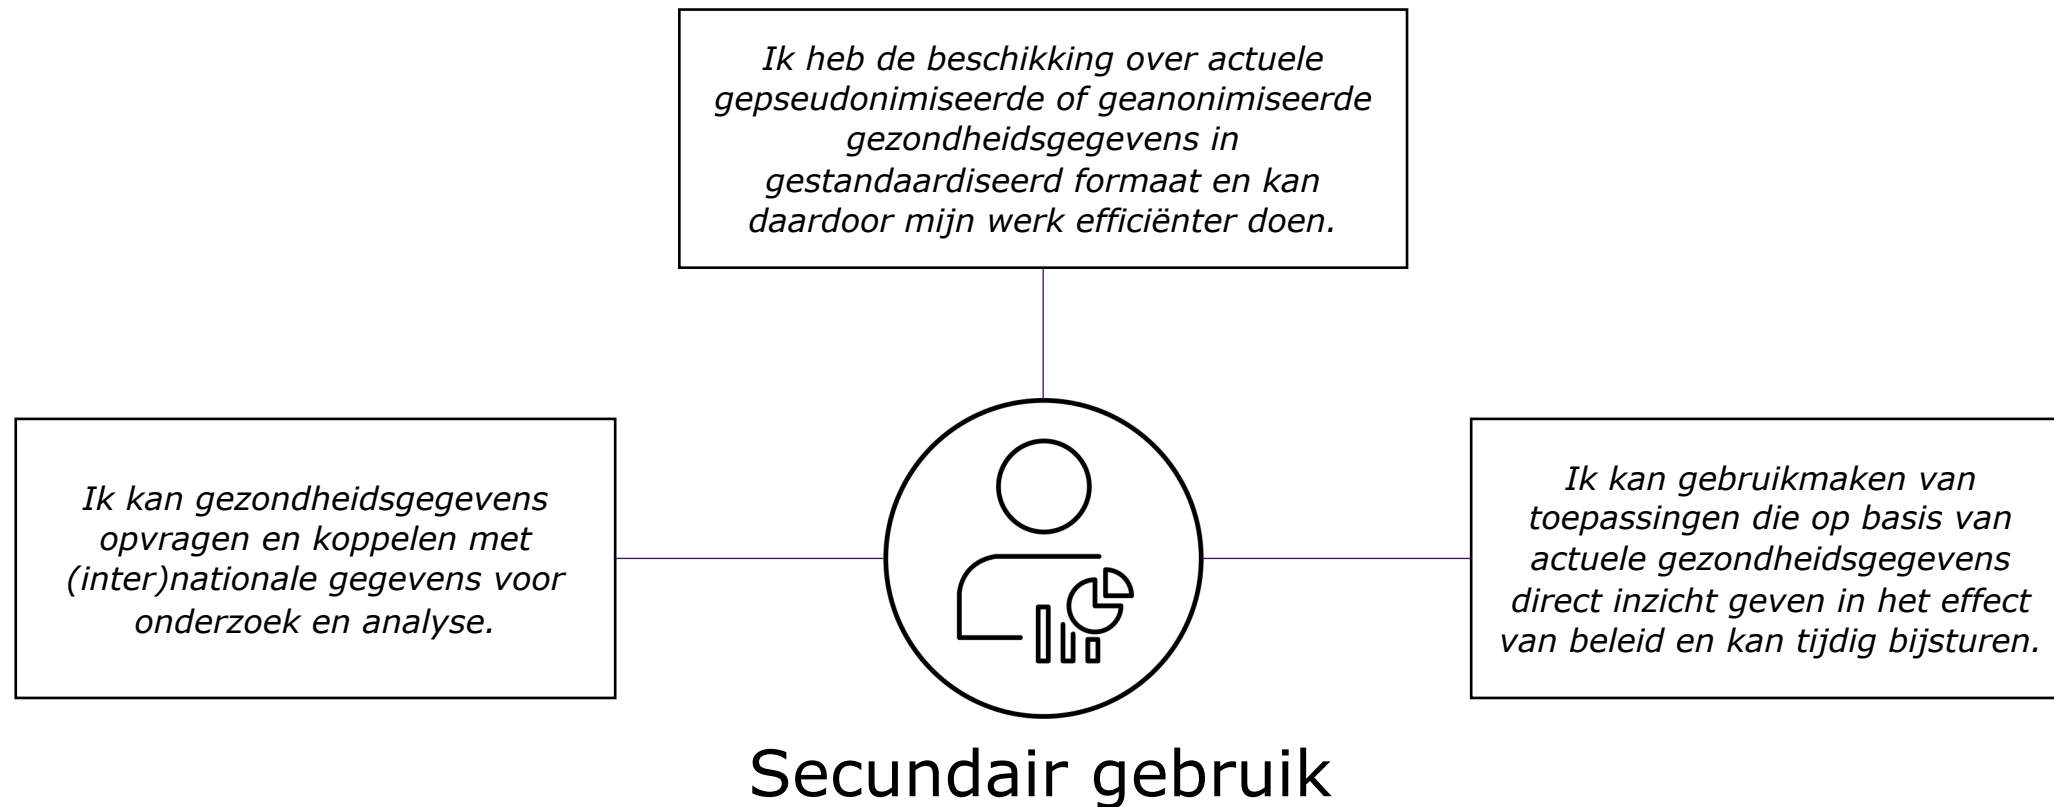 Ik heb de beschikking over actuele
gepseudonimiseerde of geanonimiseerde
gezondheidsgegevens in
gestandaardiseerd formaat en kan
daardoor mijn werk efficiënter doen.
Ik kan gezondheidsgegevens
opvragen en koppelen met
(inter)nationale gegevens voor
onderzoek en analyse.
Ik kan gebruikmaken van
toepassingen die op basis van
actuele gezondheidsgegevens
direct inzicht geven in het effect
van beleid en kan tijdig bijsturen.
Secundair gebruik